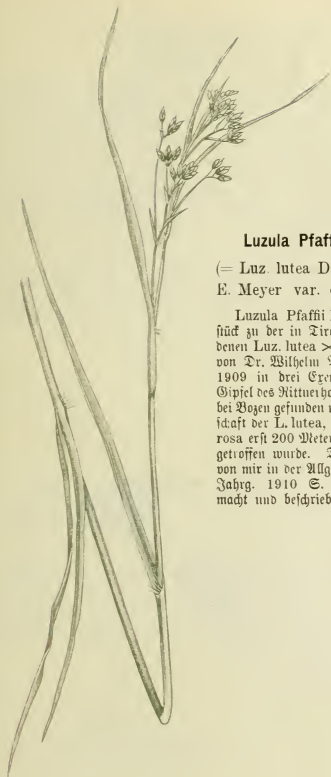 Luzula Pfaff
(= Luz. lutea D
E. Meyer var.
Luzula Pfaffii
stück zu der in Tir
denen Luz. lutea ×
von Dr. Wilhelm
1909 in drei Exem
Gipfel des Rittnerho
bei Bozen gefunden
schaft der L. lutea,
rosa erst 200 Meter
getroffen wurde.
von mir in der Allg
Jahrg. 1910 S.
macht und beschrieb